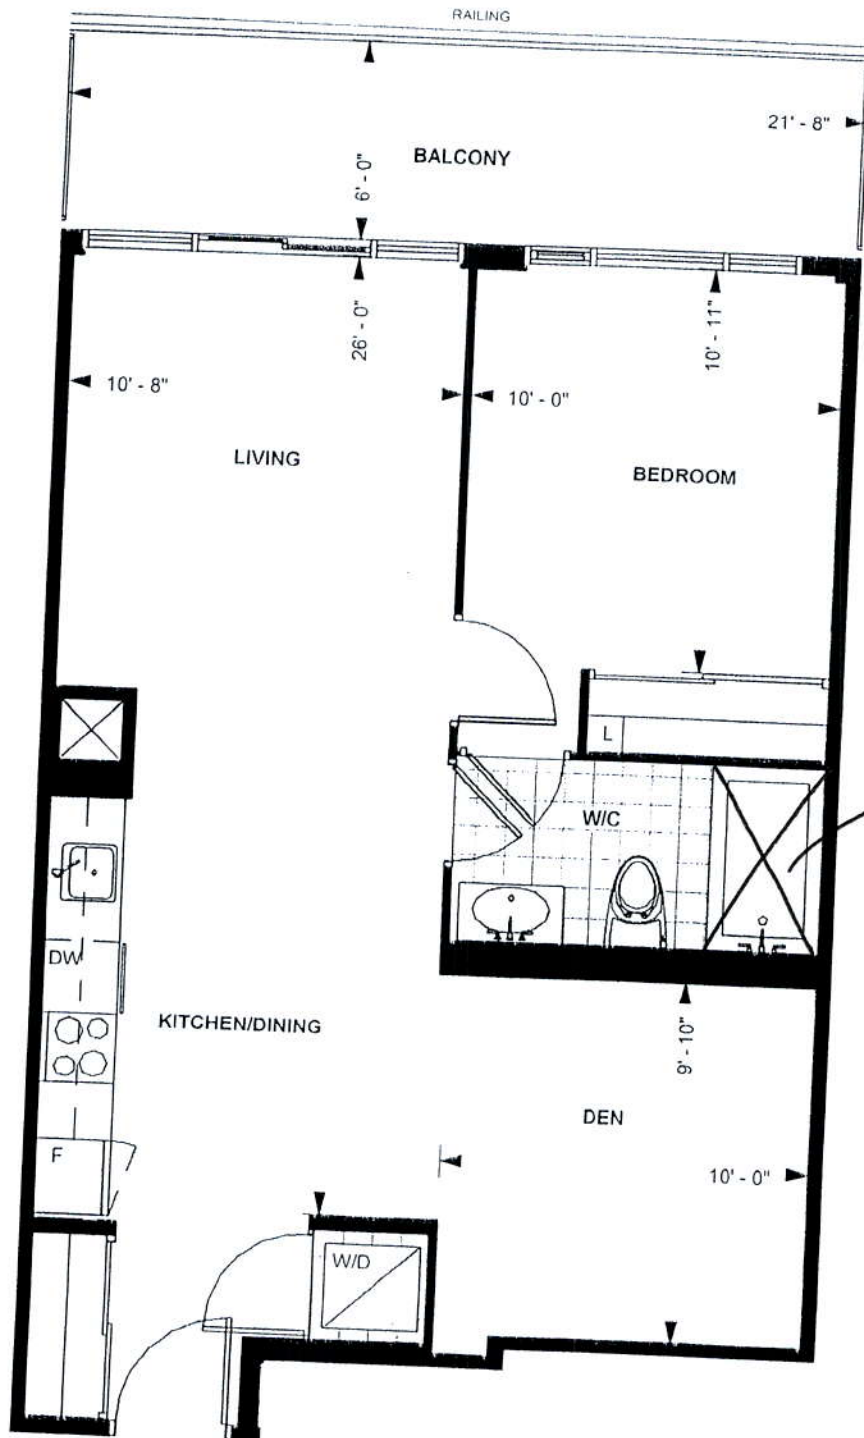 RAILING
21' - 8"
BALCONY
6' - 0"
26' - 0"
10' - 11"
10' - 8"
10' - 0"
LIVING
BEDROOM
L
W/C
DW
KITCHEN/DINING
9' - 10"
DEN
F
10' - 0"
W/D